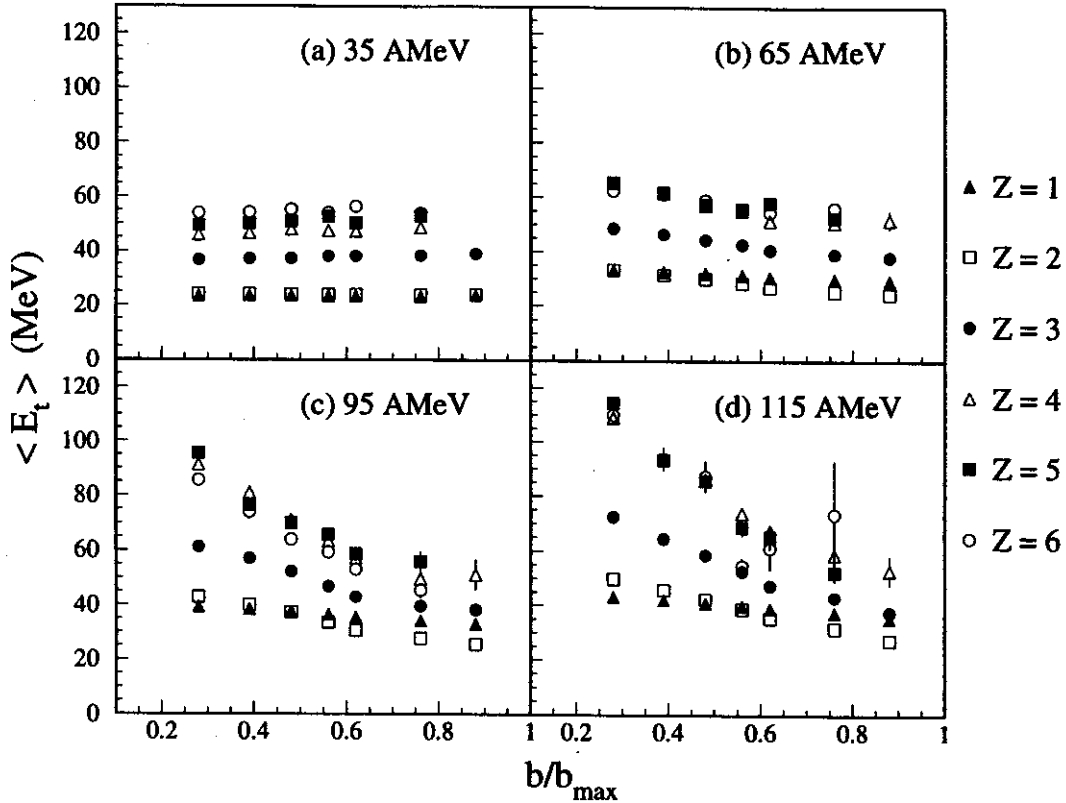 120
100
80
60
40
20
0
(a) 35 AMeV
(b) 65 AMeV
Z = 1
Z = 2
Z = 3
Z = 4
Z = 5
Z = 6
< E_t > (MeV)
120
100
80
60
40
20
0
(c) 95 AMeV
(d) 115 AMeV
0.2 0.4 0.6 0.8 1 0.2 0.4 0.6 0.8 1
b/b_max